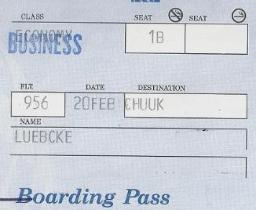 CLASS SEAT SEAT
ECONOMY 1B
BUSINESS
FLT. DATE DESTINATION
956 20FEB CHUUK
NAME
LUEBCKE
Boarding Pass